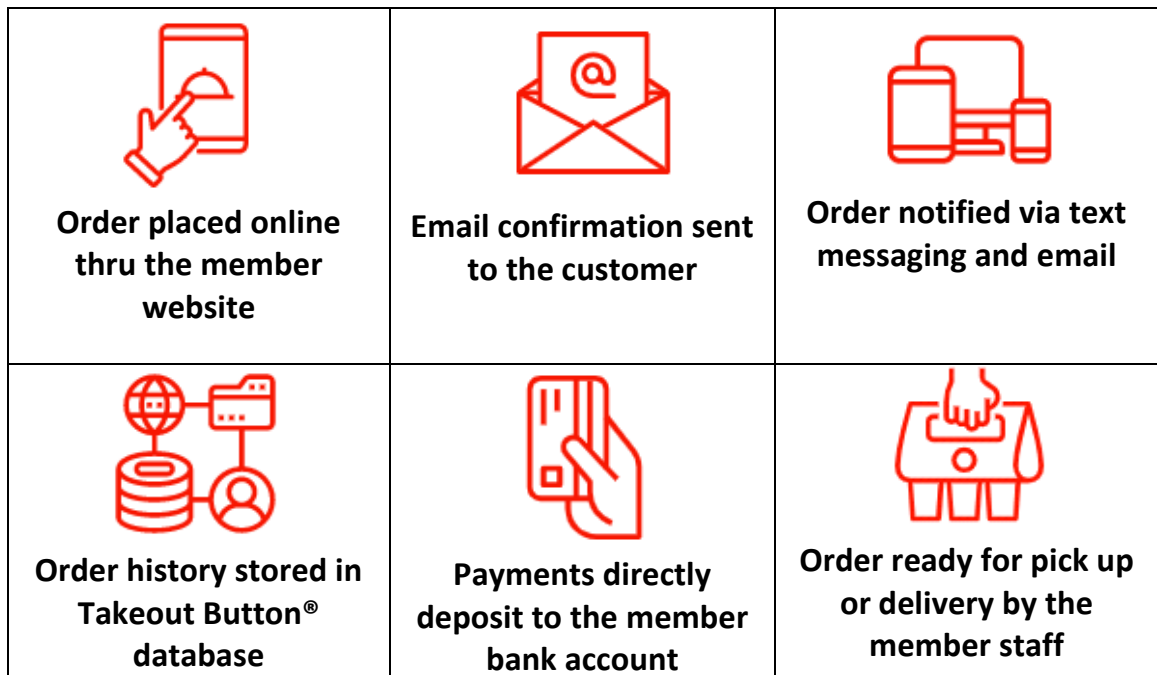 @
Order placed online
thru the member
website
Email confirmation sent
to the customer
Order notified via text
messaging and email
Order history stored in
Takeout Button®
database
Payments directly
deposit to the member
bank account
Order ready for pick up
or delivery by the
member staff